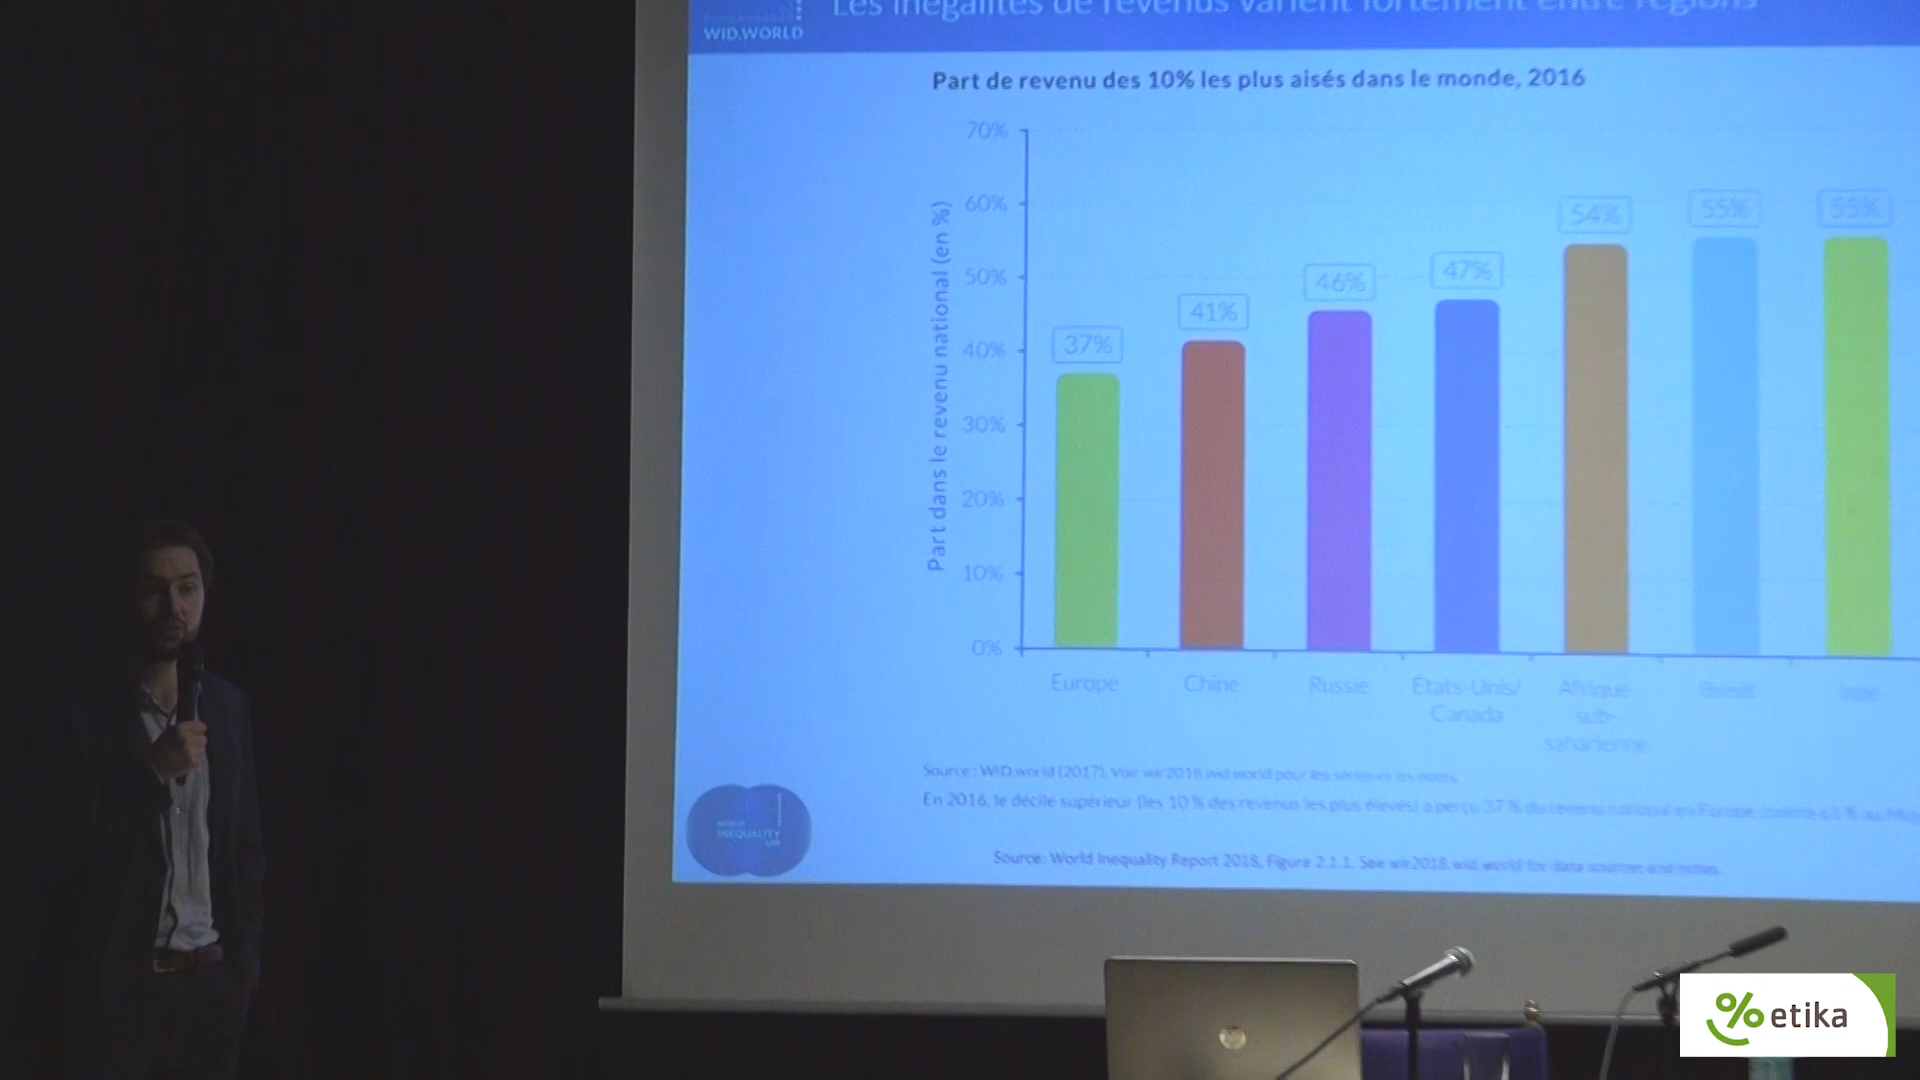 Les inégalités de revenus varient fortement entre régions
WID.WORLD
Part de revenu des 10% les plus aisés dans le monde, 2016
Part dans le revenu national (en %)
70%
60%
50%
40%
30%
20%
10%
0%
37%
41%
46%
47%
54%
55%
55%
Europe
Chine
Russie
États-Unis/
Canada
Afrique
sub-
saharienne
Source : WID.world (2017). Voir wir2018.wid.world pour les séries et les notes.
En 2016, le décile supérieur (les 10 % des revenus les plus élevés) a perçu 37 % du revenu national en Europe
WORLD
INEQUALITY
LAB
Source: World Inequality Report 2018, Figure 2.1.1. See wir2018.wid.world for data sources and notes.
hp
% etika